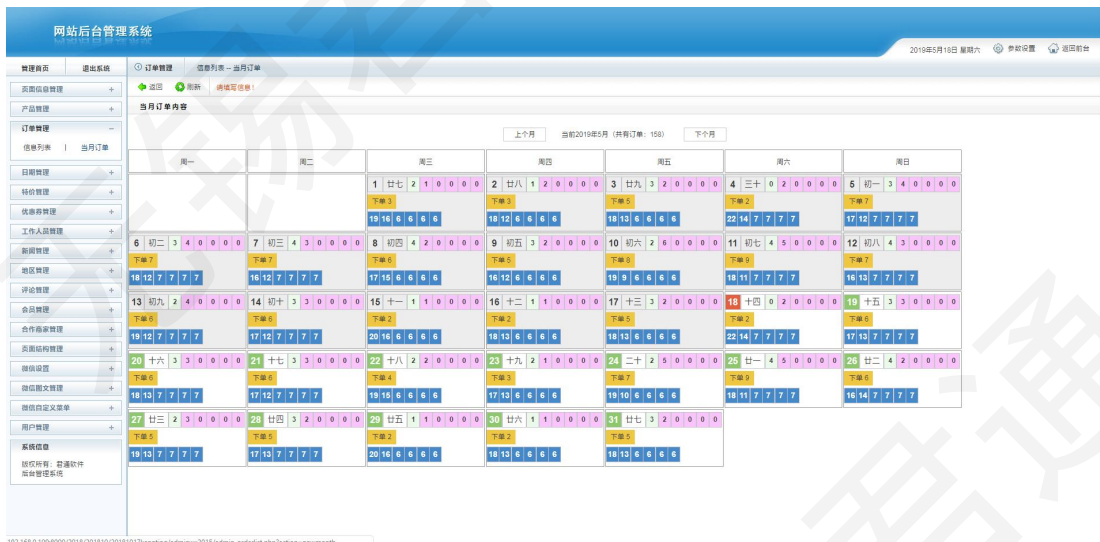 网站后台管理系统
2019年5月18日 星期六 参数设置 返回前台
管理首页 退出系统
订单管理 信息列表 – 当月订单
返回 刷新 请填写信息!
当月订单内容
页面信息管理 +
产品管理 +
订单管理 –
信息列表 | 当月订单
日期管理 +
特价管理 +
优惠券管理 +
工作人员管理 +
新闻管理 +
地区管理 +
评论管理 +
会员管理 +
合作商家管理 +
页面结构管理 +
微信设置 +
微信图文管理 +
微信自定义菜单 +
用户管理 +
系统信息
版权所有：君通软件
后台管理系统
上个月 当前2019年5月 (共有订单：158) 下个月
周一 周二 周三 周四 周五 周六 周日
1 廿七 2 1 0 0 0 0 2 廿八 1 2 0 0 0 0 3 廿九 3 2 0 0 0 0 4 三十 0 2 0 0 0 0 5 初一 3 4 0 0 0 0
下单 3 下单 3 下单 5 下单 2 下单 7
19 16 6 6 6 6 18 12 6 6 6 6 18 13 6 6 6 6 22 14 7 7 7 7 17 12 7 7 7 7
6 初二 3 4 0 0 0 0 7 初三 4 3 0 0 0 0 8 初四 4 2 0 0 0 0 9 初五 3 2 0 0 0 0 10 初六 2 6 0 0 0 0 11 初七 4 5 0 0 0 0 12 初八 4 3 0 0 0 0
下单 7 下单 7 下单 6 下单 5 下单 8 下单 9 下单 7
18 12 7 7 7 7 16 12 7 7 7 7 17 15 6 6 6 6 16 12 6 6 6 6 19 9 6 6 6 6 18 11 7 7 7 7 16 13 7 7 7 7
13 初九 2 4 0 0 0 0 14 初十 3 3 0 0 0 0 15 十一 1 1 0 0 0 0 16 十二 1 1 0 0 0 0 17 十三 3 2 0 0 0 0 18 十四 0 2 0 0 0 0 19 十五 3 3 0 0 0 0
下单 6 下单 6 下单 2 下单 2 下单 5 下单 2 下单 6
19 12 7 7 7 7 17 12 7 7 7 7 20 16 6 6 6 6 18 13 6 6 6 6 18 13 6 6 6 6 22 14 7 7 7 7 17 13 7 7 7 7
20 十六 3 3 0 0 0 0 21 十七 3 3 0 0 0 0 22 十八 2 2 0 0 0 0 23 十九 2 1 0 0 0 0 24 二十 2 5 0 0 0 0 25 廿一 4 5 0 0 0 0 26 廿二 4 2 0 0 0 0
下单 6 下单 6 下单 4 下单 3 下单 7 下单 9 下单 6
18 13 7 7 7 7 17 12 7 7 7 7 19 15 6 6 6 6 17 13 6 6 6 6 19 10 6 6 6 6 18 11 7 7 7 7 16 14 7 7 7 7
27 廿三 2 3 0 0 0 0 28 廿四 3 2 0 0 0 0 29 廿五 1 1 0 0 0 0 30 廿六 1 1 0 0 0 0 31 廿七 3 2 0 0 0 0
下单 5 下单 5 下单 2 下单 2 下单 5
19 13 7 7 7 7 17 13 7 7 7 7 20 16 6 6 6 6 18 13 6 6 6 6 18 13 6 6 6 6
无锡君通